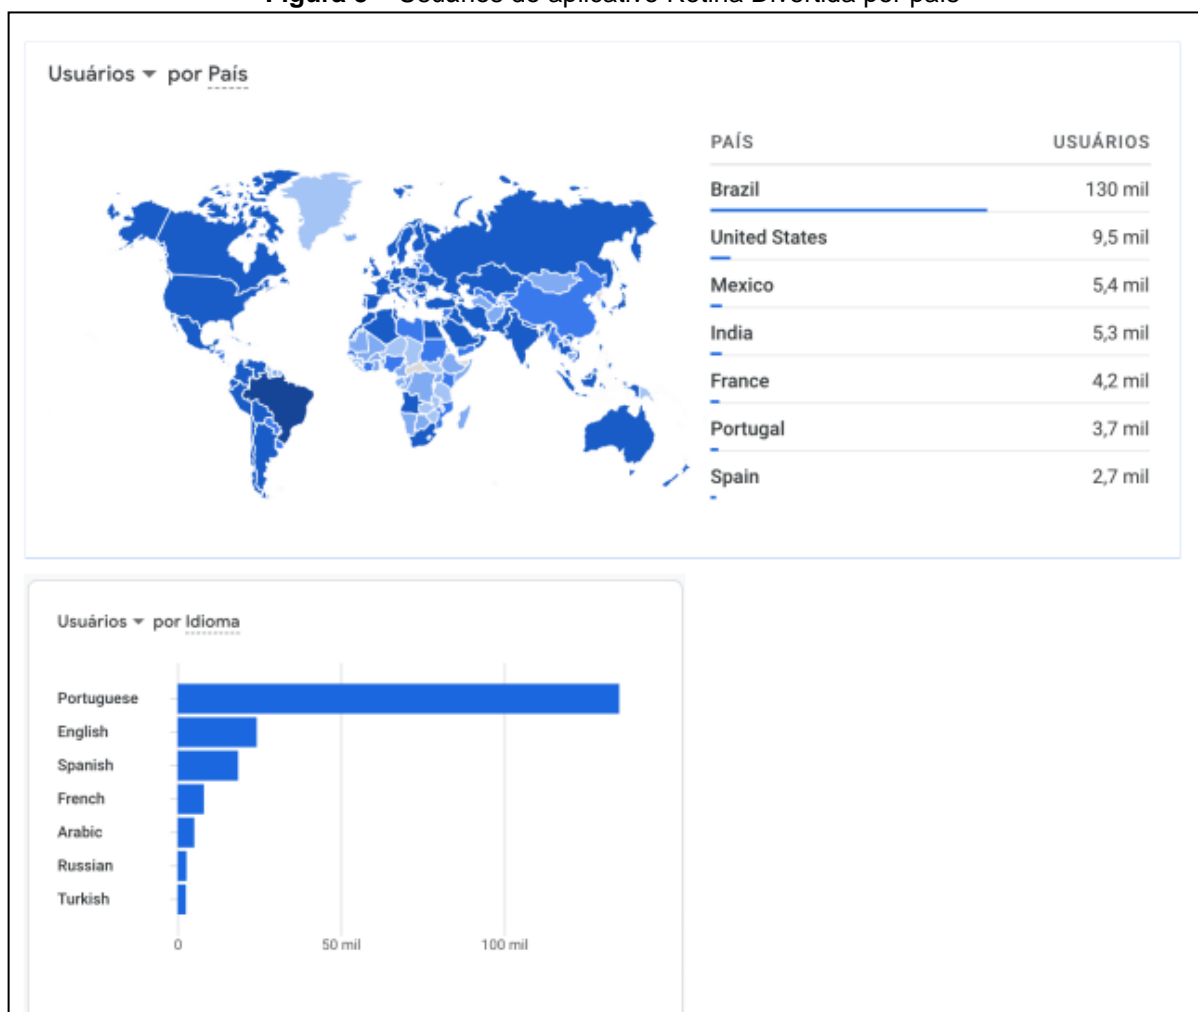 Usuários por País
PAÍS USUÁRIOS
Brazil 130 mil
United States 9,5 mil
Mexico 5,4 mil
India 5,3 mil
France 4,2 mil
Portugal 3,7 mil
Spain 2,7 mil
Usuários por Idioma
Portuguese
English
Spanish
French
Arabic
Russian
Turkish
0 50 mil 100 mil